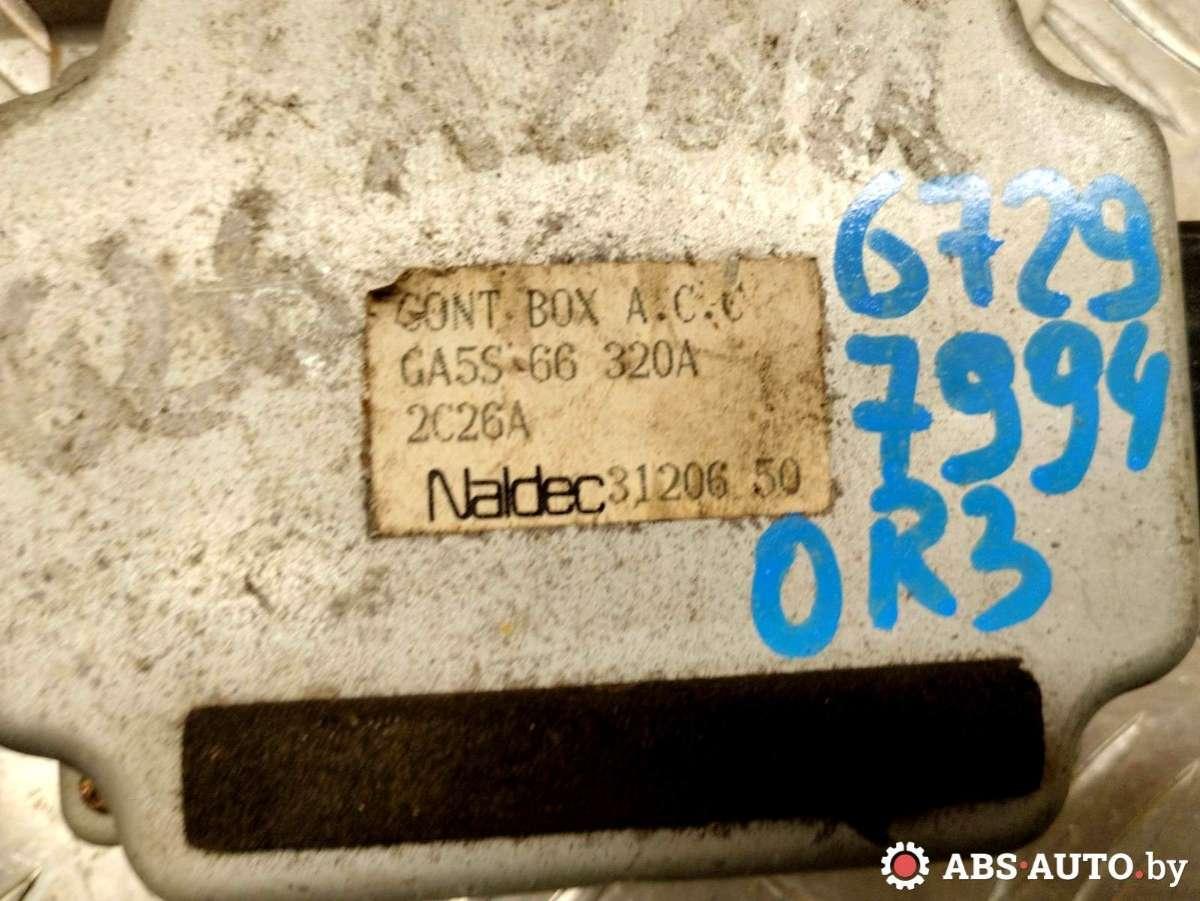 CONT BOX A.C.C
GA5S 66 320A
2C26A
Naldec 31206 50
6729
7994
OR3
ABS-AUTO.by